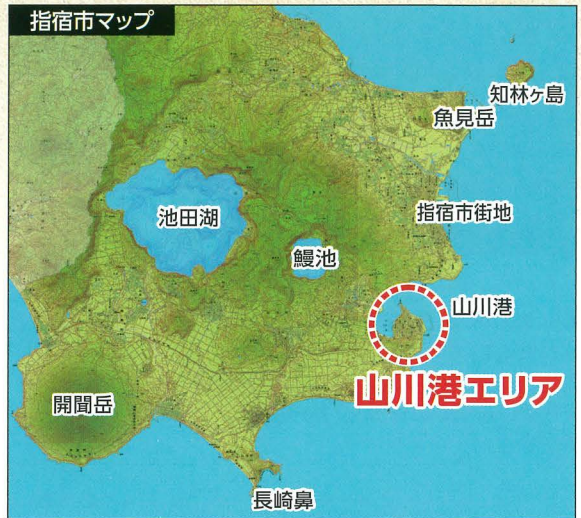 指宿市マップ
知林ヶ島
魚見岳
池田湖
指宿市街地
鰻池
山川港
山川港エリア
開聞岳
長崎鼻